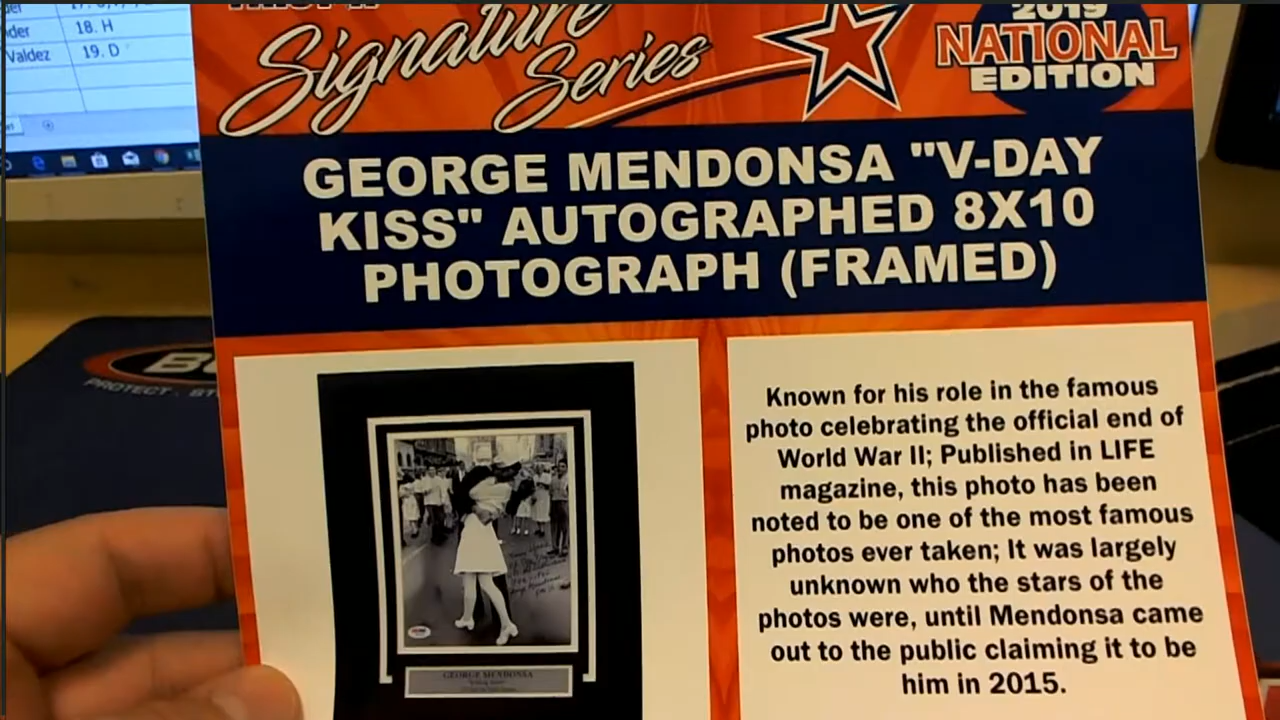 18. H
Valdez 19. D
Signature
Series
2019
NATIONAL
EDITION
GEORGE MENDONSA "V-DAY
KISS" AUTOGRAPHED 8X10
PHOTOGRAPH (FRAMED)
PROTECT
Known for his role in the famous
photo celebrating the official end of
World War II; Published in LIFE
magazine, this photo has been
noted to be one of the most famous
photos ever taken; It was largely
unknown who the stars of the
photos were, until Mendonsa came
out to the public claiming it to be
him in 2015.
GEORGE MENDONSA